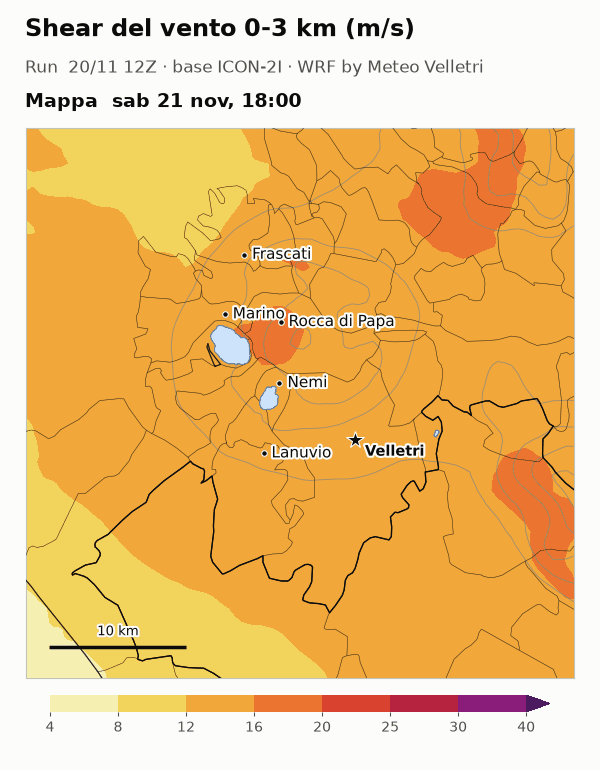 Shear del vento 0-3 km (m/s)
Run  20/11 12Z · base ICON-2I · WRF by Meteo Velletri
Mappa  sab 21 nov, 18:00
Frascati
Marino
Rocca di Papa
Nemi
Velletri
Lanuvio
10 km
4 8 12 16 20 25 30 40